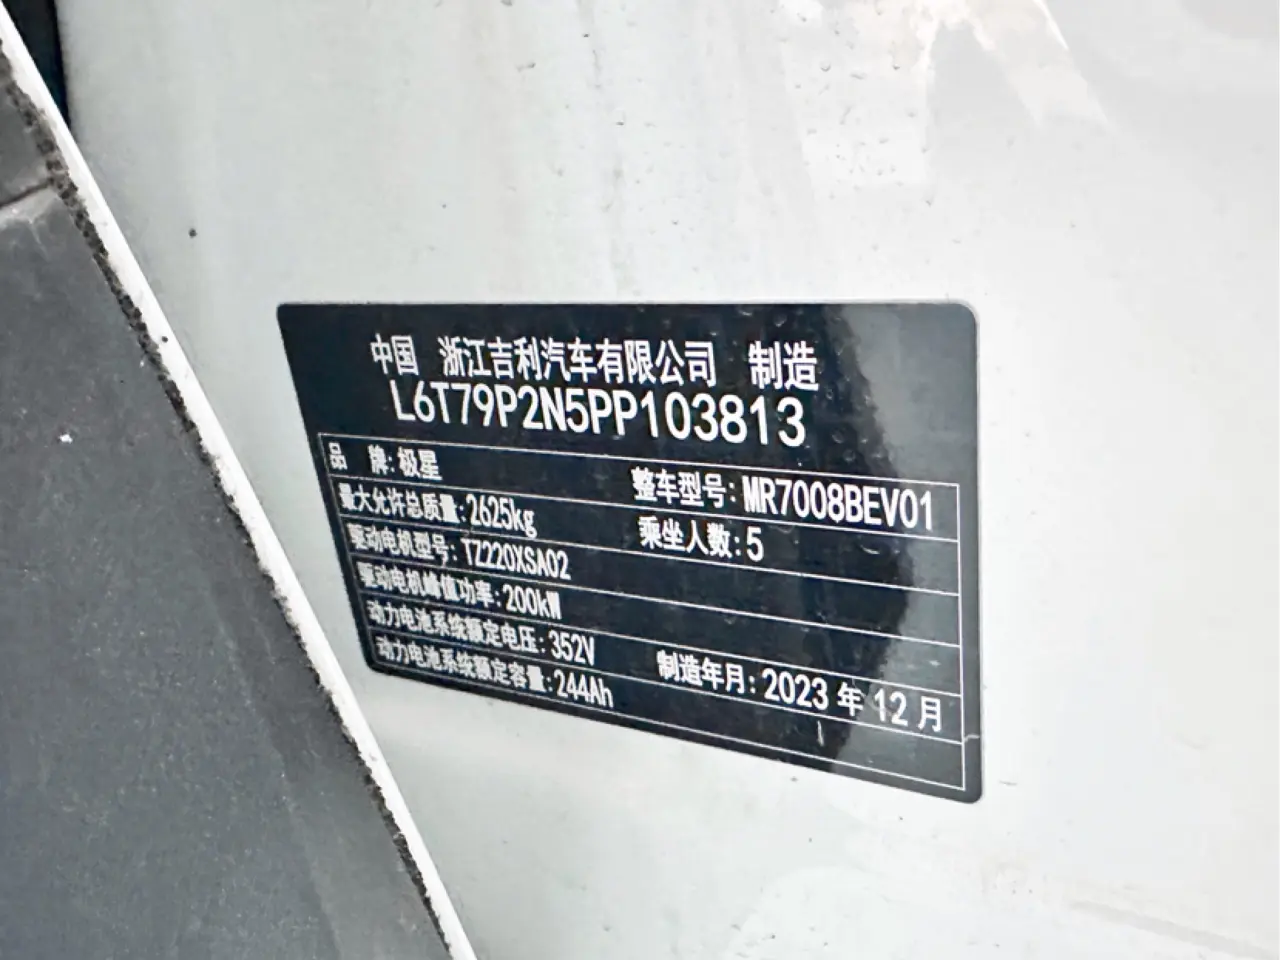 中国 浙江吉利汽车有限公司 制造
L6T79P2N5PP103813
品 牌:极星 整车型号:MR7008BEV01
最大允许总质量:2625kg 乘坐人数:5
驱动电机型号:TZ220XSA02
驱动电机峰值功率:200kW
动力电池系统额定电压:352V 制造年月:2023年12月
动力电池系统额定容量:244Ah